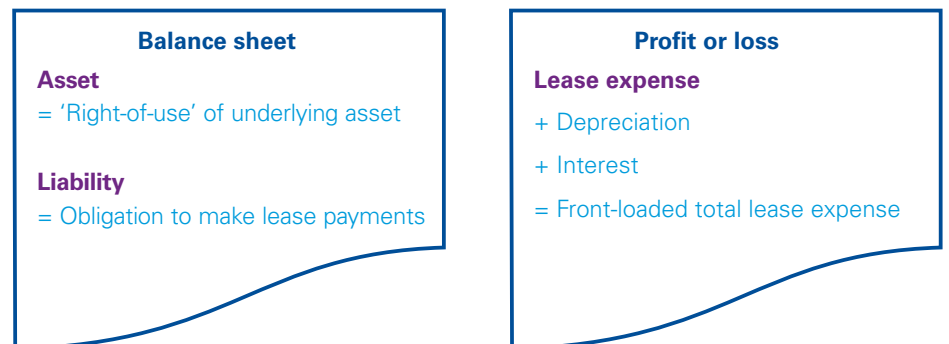 Balance sheet
Asset
= ‘Right-of-use’ of underlying asset
Liability
= Obligation to make lease payments
Profit or loss
Lease expense
+ Depreciation
+ Interest
= Front-loaded total lease expense